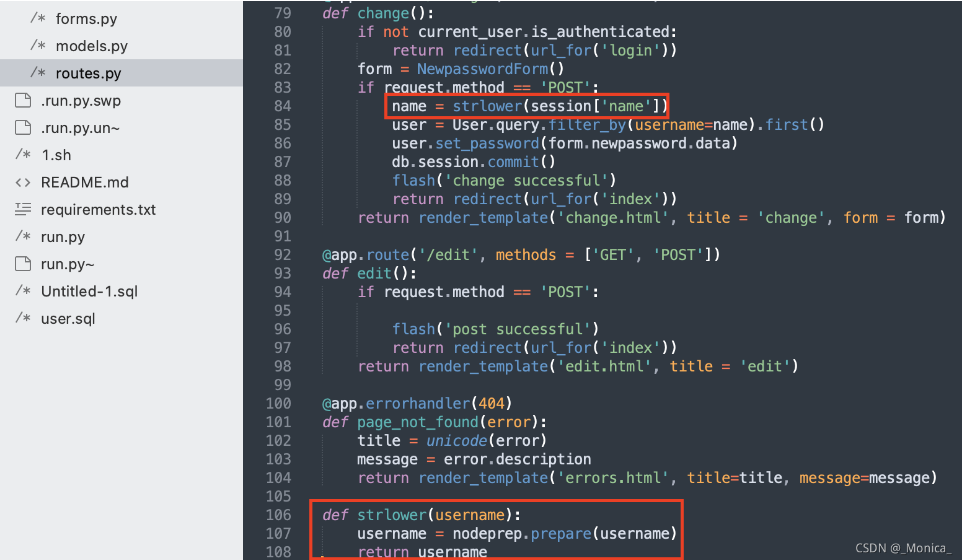 forms.py
models.py
routes.py
.run.py.swp
.run.py.un~
1.sh
README.md
requirements.txt
run.py
run.py~
Untitled-1.sql
user.sql
79 def change():
80 if not current_user.is_authenticated:
81 return redirect(url_for('login'))
82 form = NewpasswordForm()
83 if request.method == 'POST':
84 name = strlower(session['name'])
85 user = User.query.filter_by(username=name).first()
86 user.set_password(form.newpassword.data)
87 db.session.commit()
88 flash('change successful')
89 return redirect(url_for('index'))
90 return render_template('change.html', title = 'change', form = form)
91
92 @app.route('/edit', methods = ['GET', 'POST'])
93 def edit():
94 if request.method == 'POST':
95
96 flash('post successful')
97 return redirect(url_for('index'))
98 return render_template('edit.html', title = 'edit')
99
100 @app.errorhandler(404)
101 def page_not_found(error):
102 title = unicode(error)
103 message = error.description
104 return render_template('errors.html', title=title, message=message)
105
106 def strlower(username):
107 username = nodeprep.prepare(username)
108 return username
CSDN @_Monica_